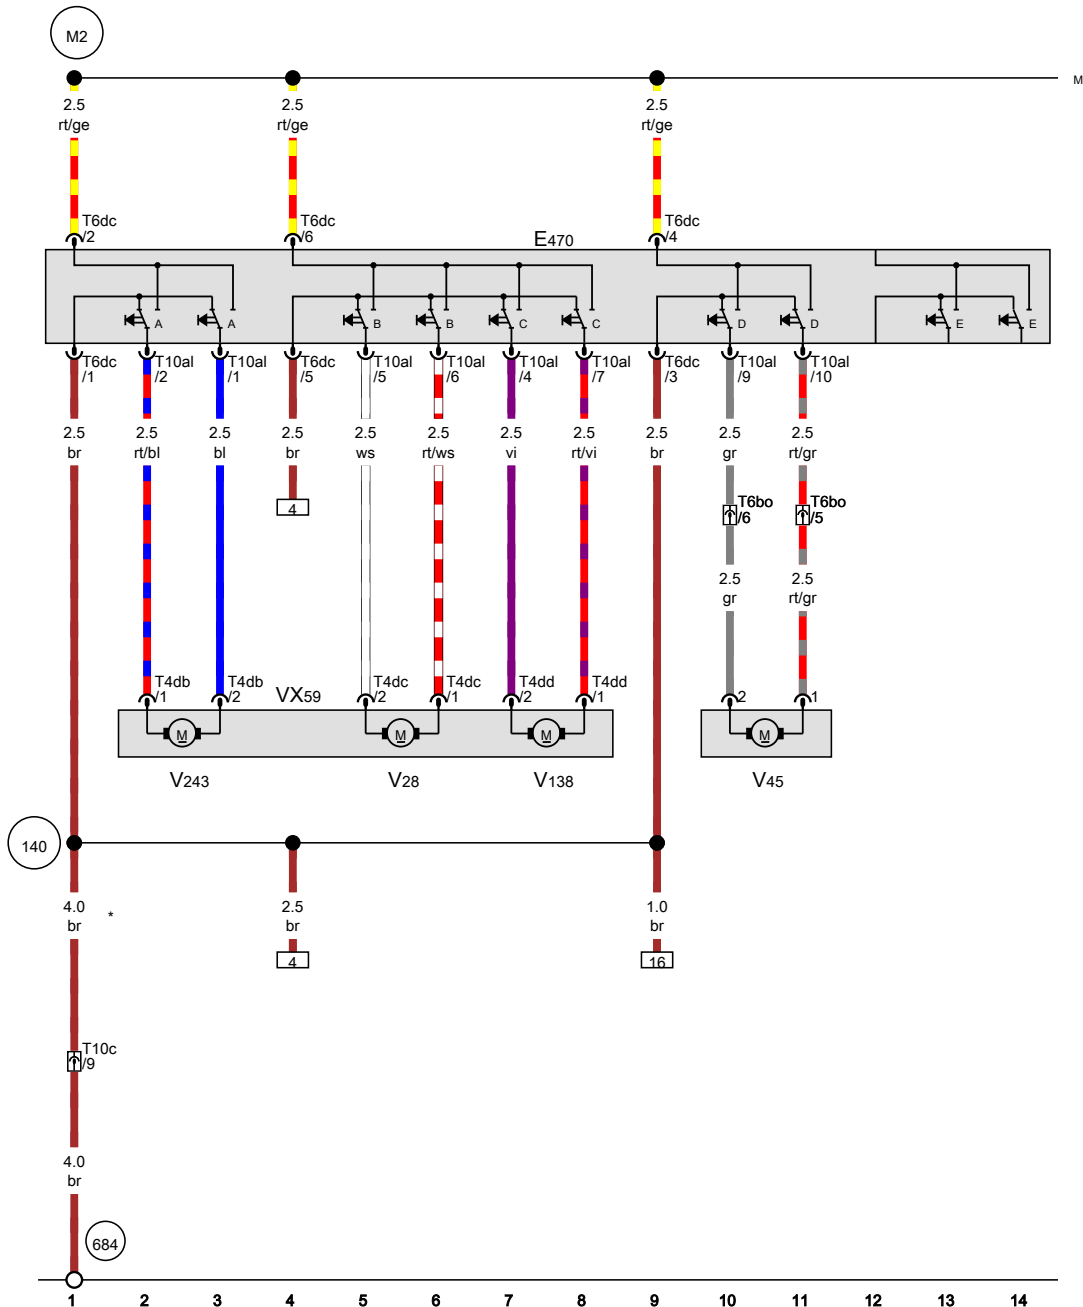 M2
M
2.5 2.5 2.5
rt/ge rt/ge rt/ge
T6dc T6dc T6dc
/2 /6 /4
E470
A A B B C C D D E E
T6dc T10al T10al T6dc T10al T10al T10al T10al T6dc T10al T10al
/1 /2 /1 /5 /5 /6 /4 /7 /3 /9 /10
2.5 2.5 2.5 2.5 2.5 2.5 2.5 2.5 2.5 2.5 2.5
br rt/bl bl br ws rt/ws vi rt/vi br gr rt/gr
4
T6bo T6bo
/6 /5
2.5 2.5
gr rt/gr
T4db T4db T4dc T4dc T4dd T4dd
/1 /2 /2 /1 /2 /1 2 1
VX59
M M M M
V243 V28 V138 V45
140
4.0 * 2.5 1.0
br br br
4 16
T10c
/9
4.0
br
684
1 2 3 4 5 6 7 8 9 10 11 12 13 14